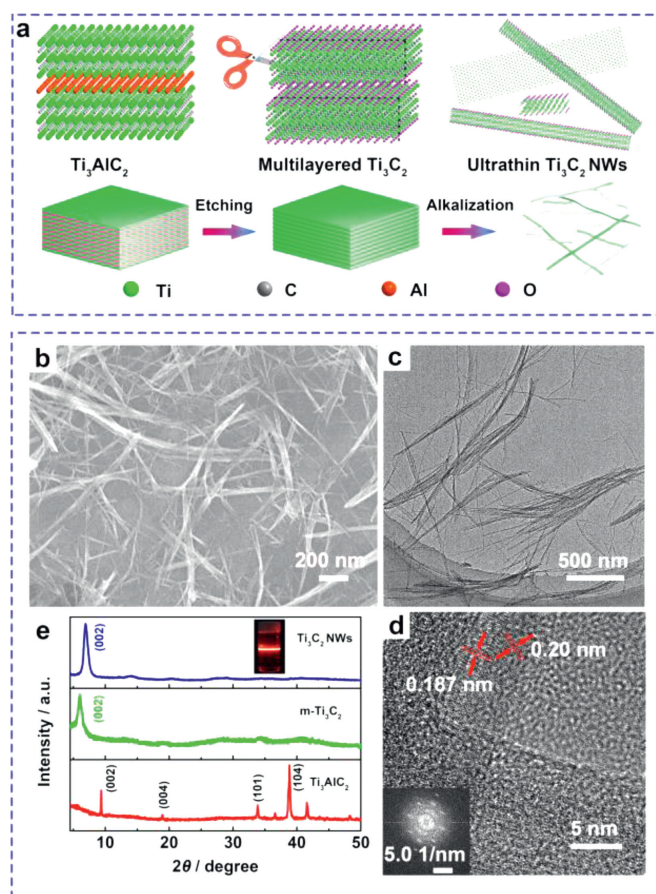 a
Ti₃AlC₂
Multilayered Ti₃C₂
Ultrathin Ti₃C₂ NWs
Etching
Alkalization
Ti
C
Al
O
b
200 nm
c
500 nm
e
Ti₃C₂ NWs
(002)
m-Ti₃C₂
(002)
Ti₃AlC₂
(002)
(004)
(101)
(104)
Intensity / a.u.
10 20 30 40 50
2θ / degree
d
0.20 nm
0.187 nm
5.0 1/nm
5 nm